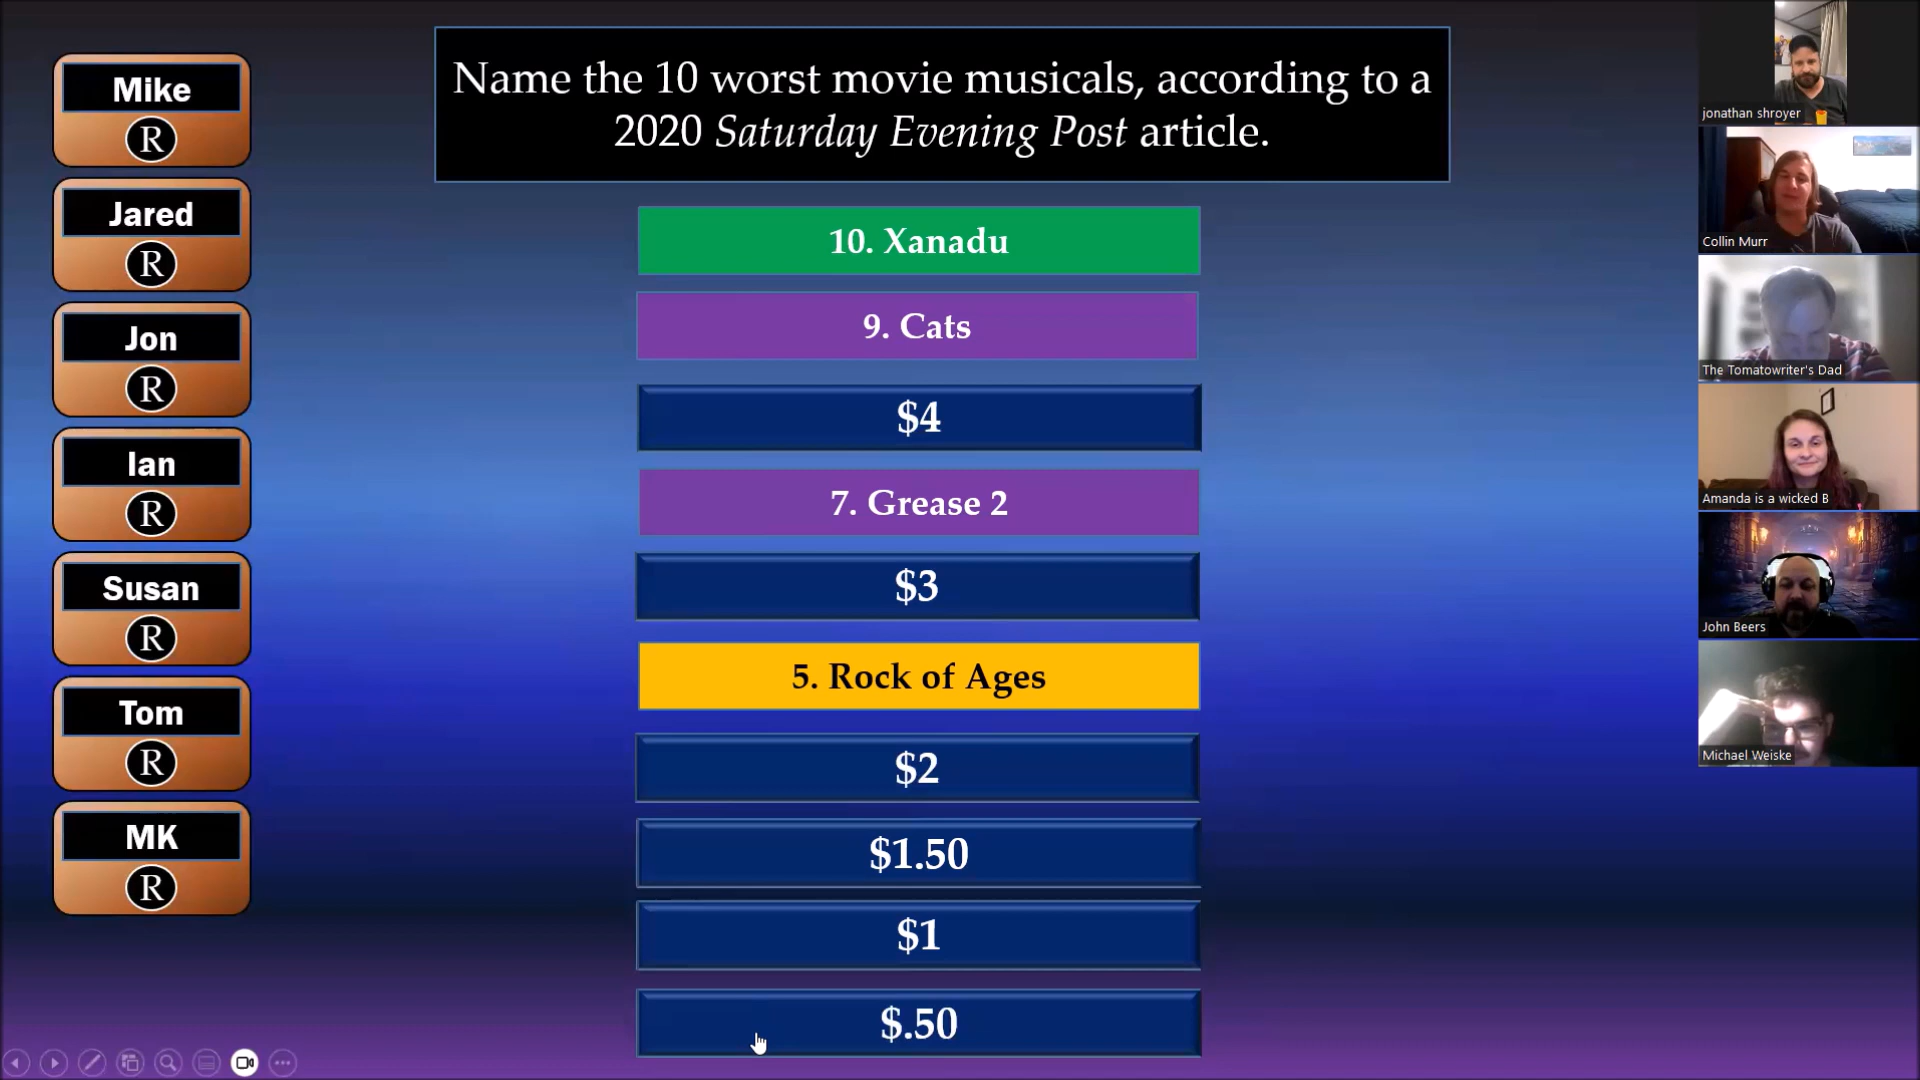 Name the 10 worst movie musicals, according to a
2020 Saturday Evening Post article.
Mike
R
Jared
R
Jon
R
Ian
R
Susan
R
Tom
R
MK
R
10. Xanadu
9. Cats
$4
7. Grease 2
$3
5. Rock of Ages
$2
$1.50
$1
$.50
jonathan shroyer
Collin Murr
The Tomatowriter's Dad
Amanda is a wicked B
John Beers
Michael Weiske